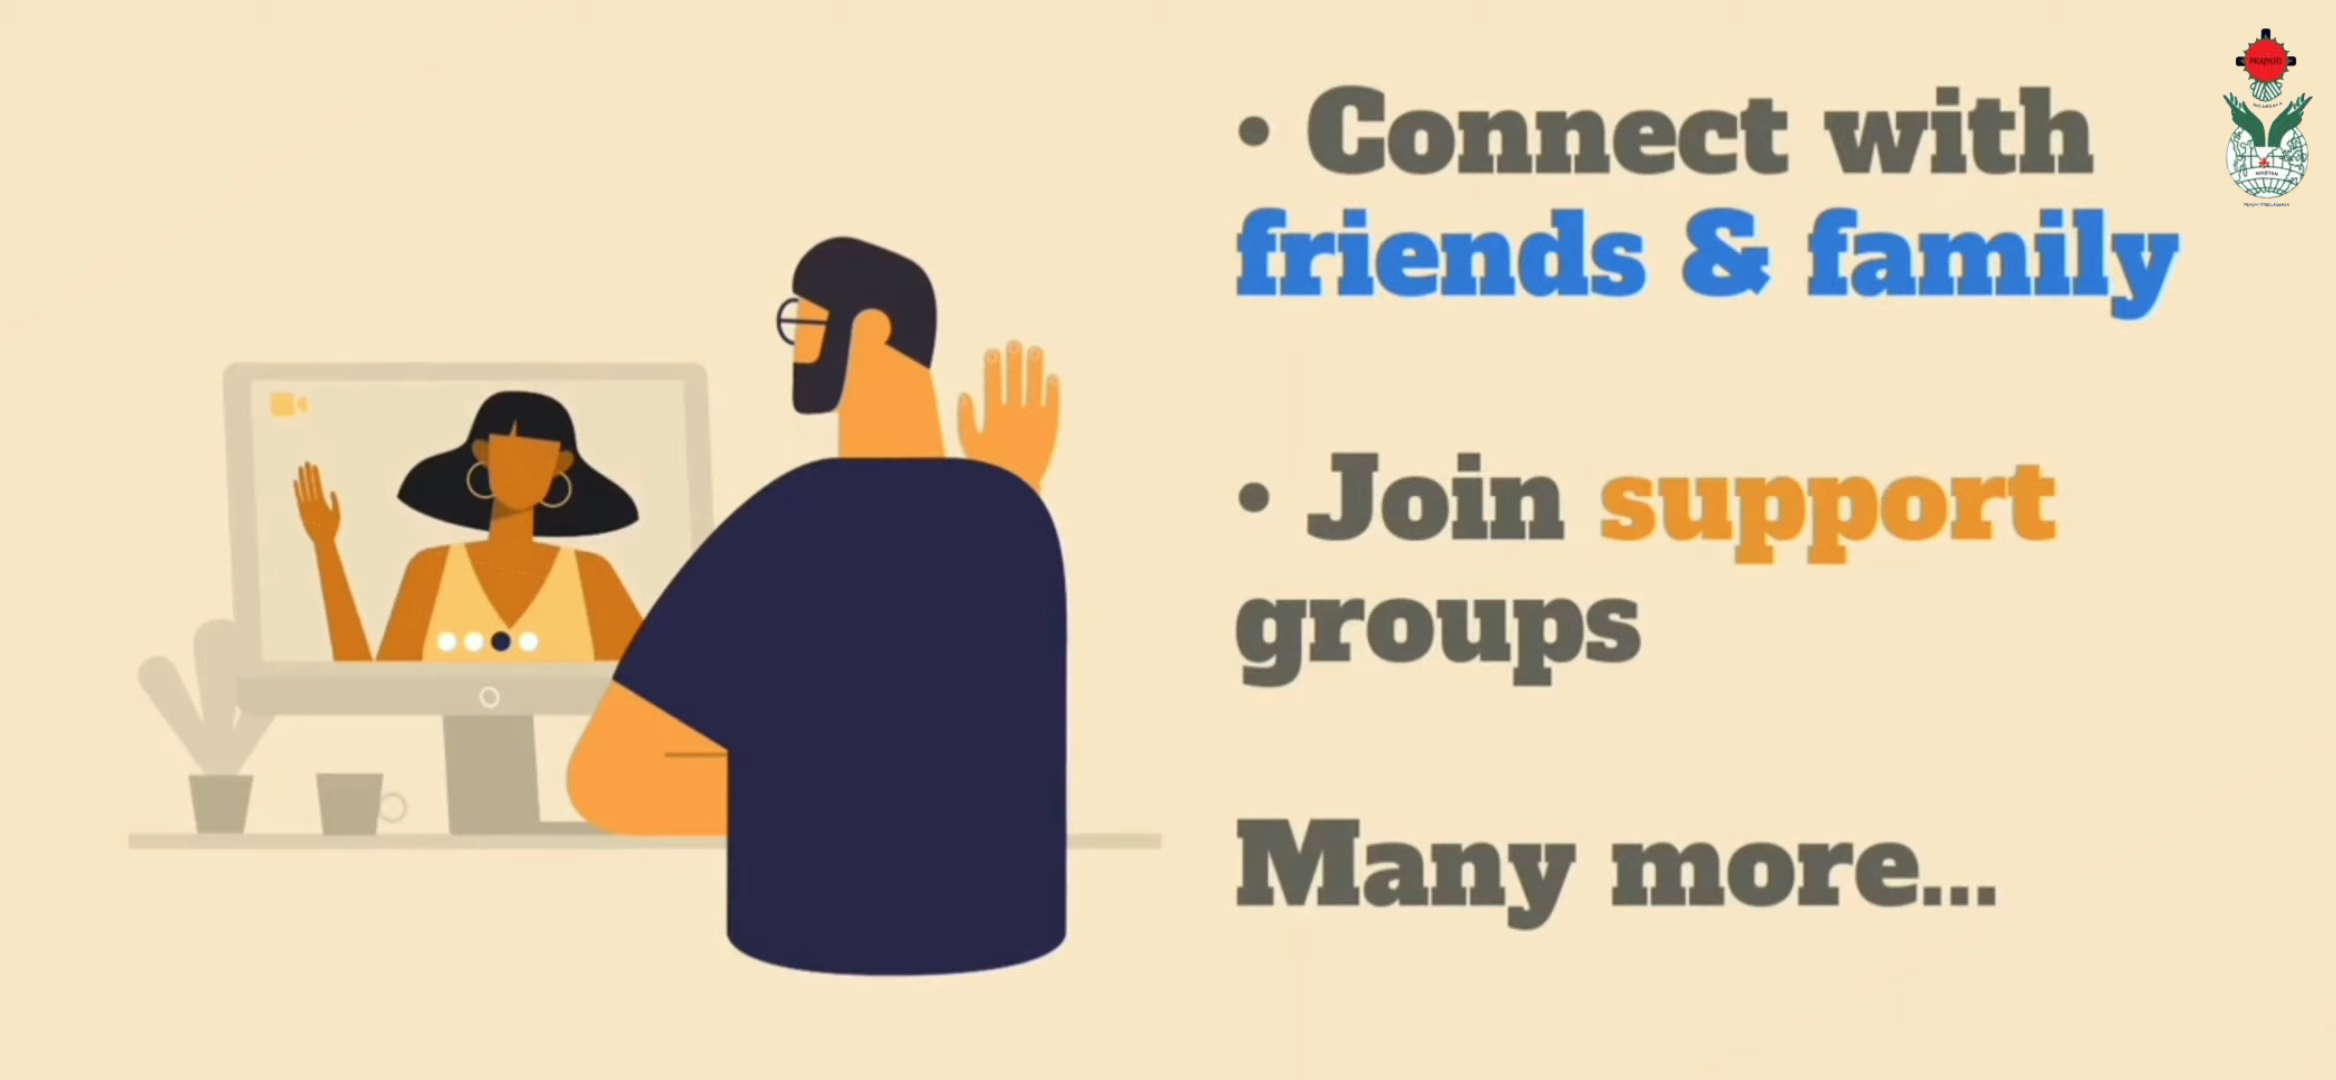 • Connect with
friends & family
• Join support
groups
Many more...